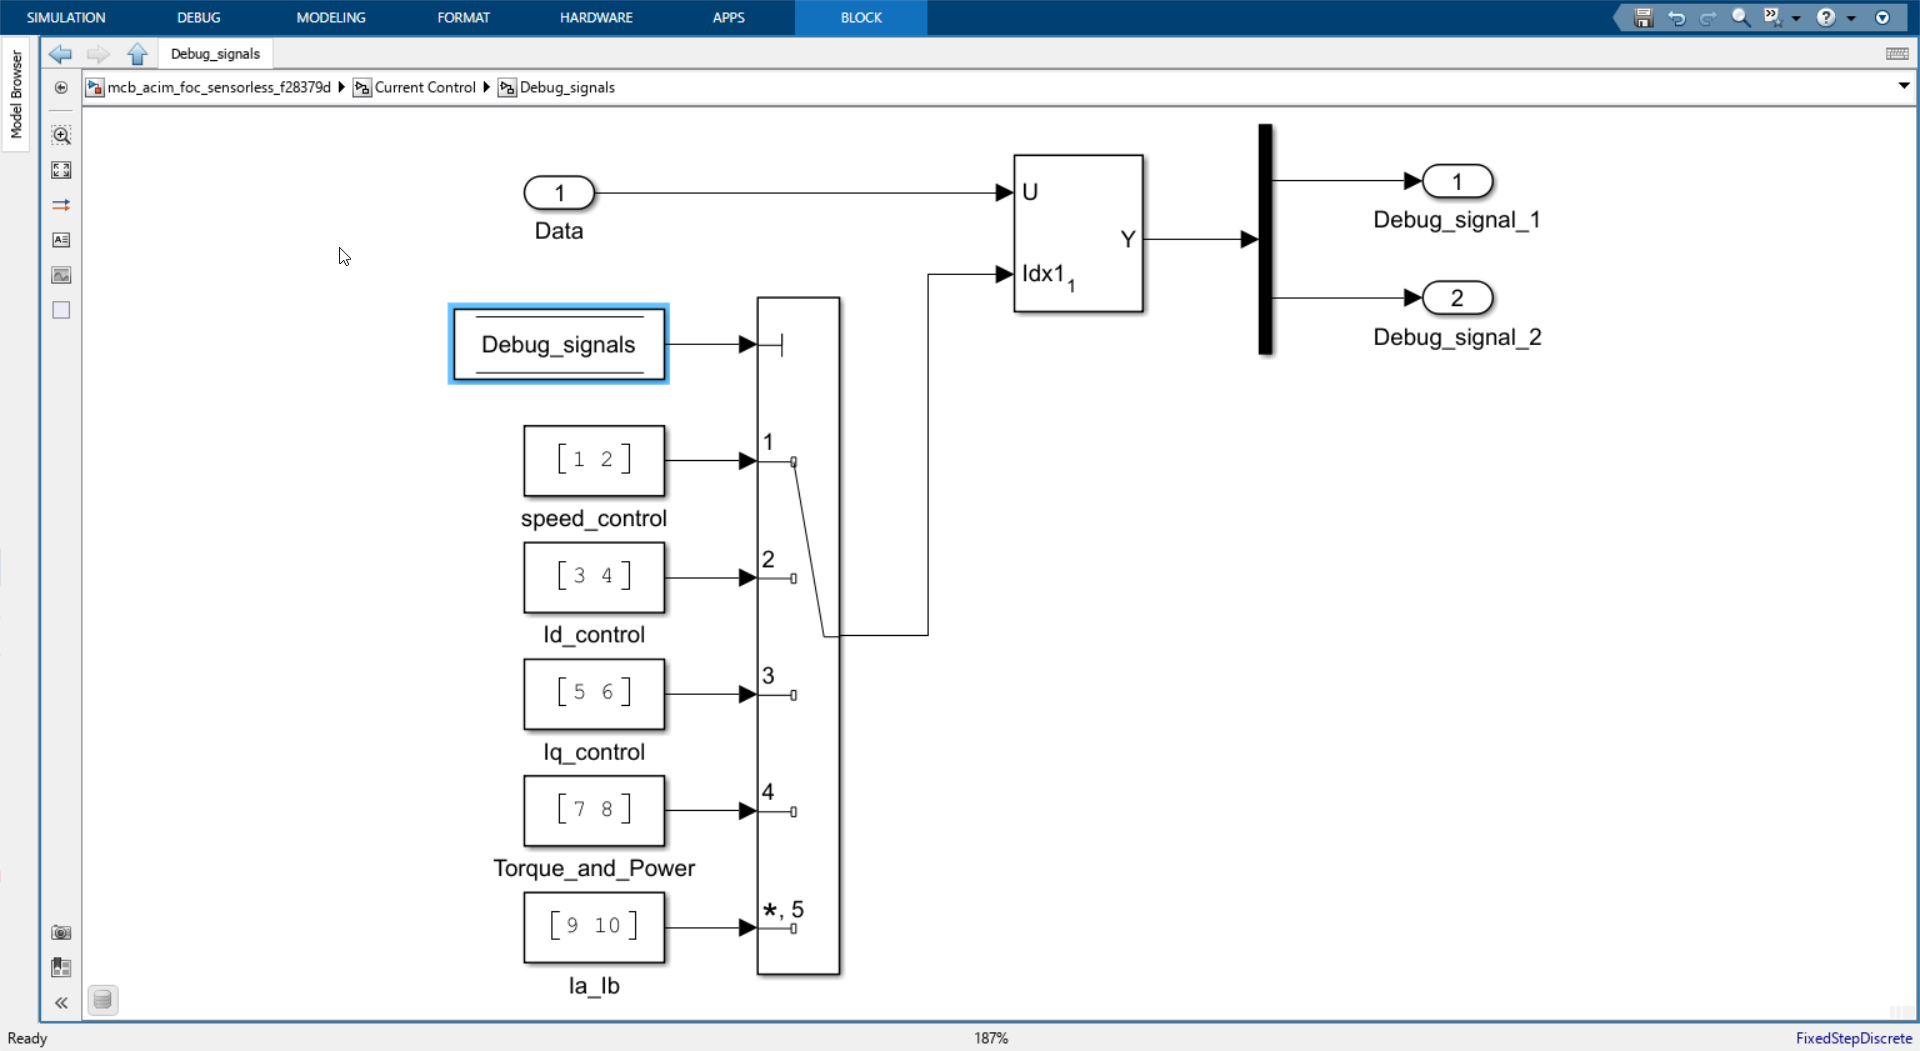 SIMULATION DEBUG MODELING FORMAT HARDWARE APPS BLOCK
Model Browser
Debug_signals
mcb_acim_foc_sensorless_f28379d Current Control Debug_signals
1
Data
U
Idx1 1
Y
1
Debug_signal_1
2
Debug_signal_2
Debug_signals
[ 1 2 ]
speed_control
[ 3 4 ]
Id_control
[ 5 6 ]
Iq_control
[ 7 8 ]
Torque_and_Power
[ 9 10 ]
Ia_Ib
1
2
3
4
*, 5
Ready 187% FixedStepDiscrete